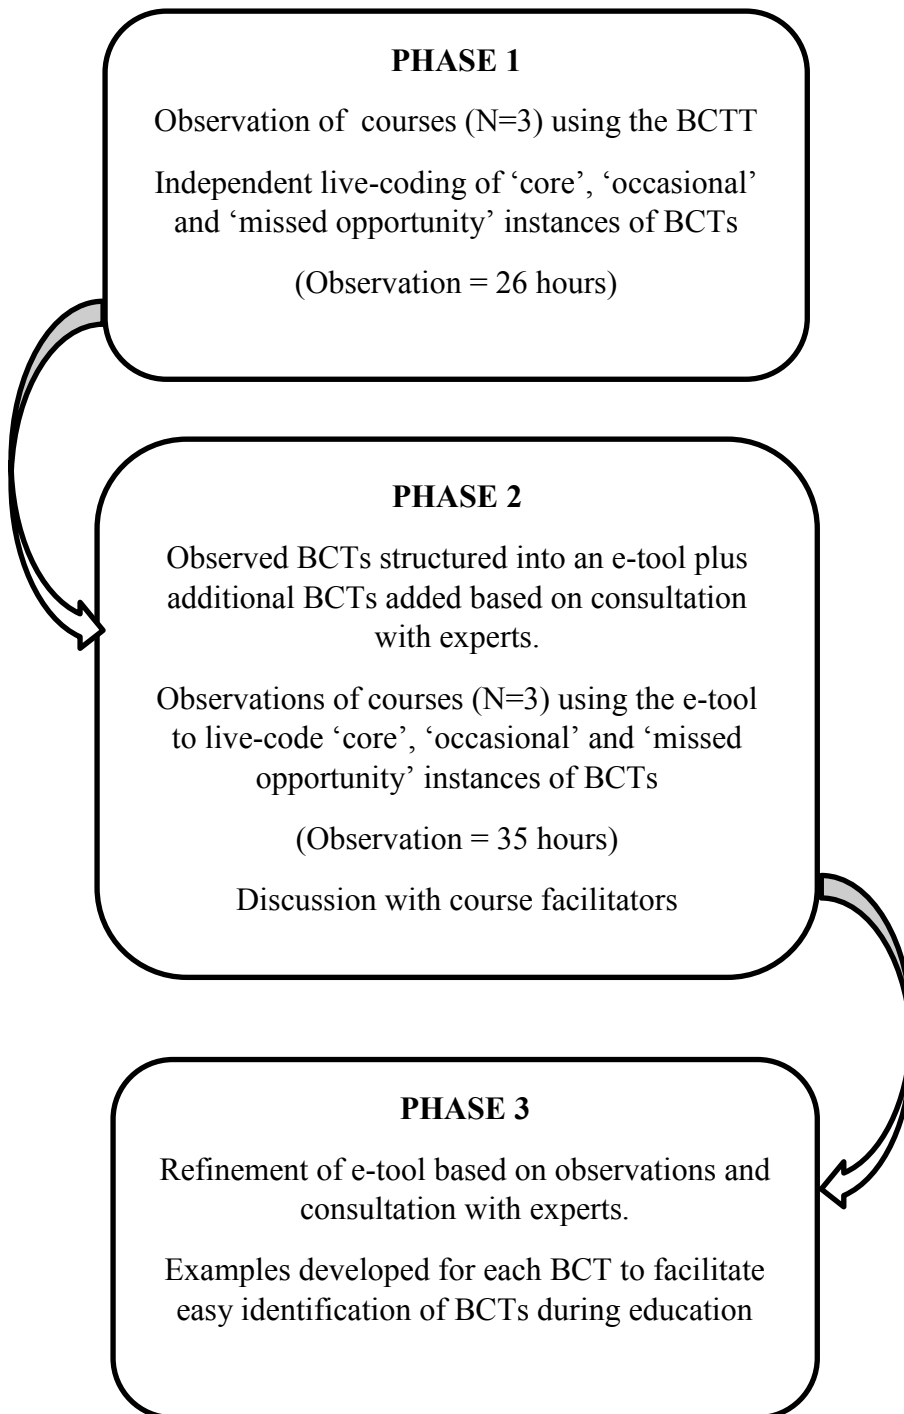 PHASE 1
Observation of  courses (N=3) using the BCTT
Independent live-coding of ‘core’, ‘occasional’
and ‘missed opportunity’ instances of BCTs
(Observation = 26 hours)
PHASE 2
Observed BCTs structured into an e-tool plus
additional BCTs added based on consultation
with experts.
Observations of courses (N=3) using the e-tool
to live-code ‘core’, ‘occasional’ and ‘missed
opportunity’ instances of BCTs
(Observation = 35 hours)
Discussion with course facilitators
PHASE 3
Refinement of e-tool based on observations and
consultation with experts.
Examples developed for each BCT to facilitate
easy identification of BCTs during education